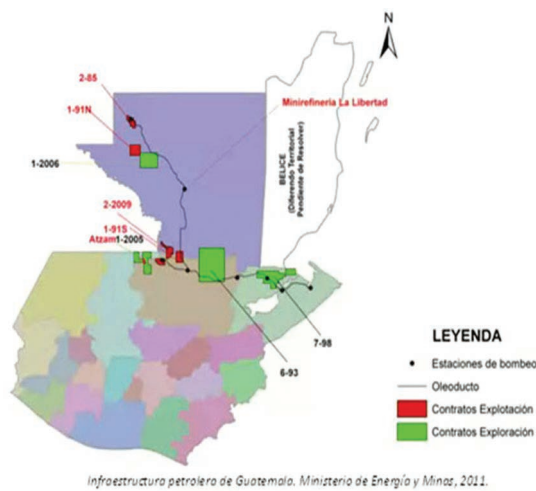 N
2-85
1-91N
Minirefinería La Libertad
1-2006
BELICE
(Diferendo Territorial
Pendiente de Resolver)
2-2009
1-91S
Atzam
1-2005
7-98
6-93
LEYENDA
Estaciones de bombeo
Oleoducto
Contratos Explotación
Contratos Exploración
Infraestructura petrolera de Guatemala. Ministerio de Energía y Minas, 2011.